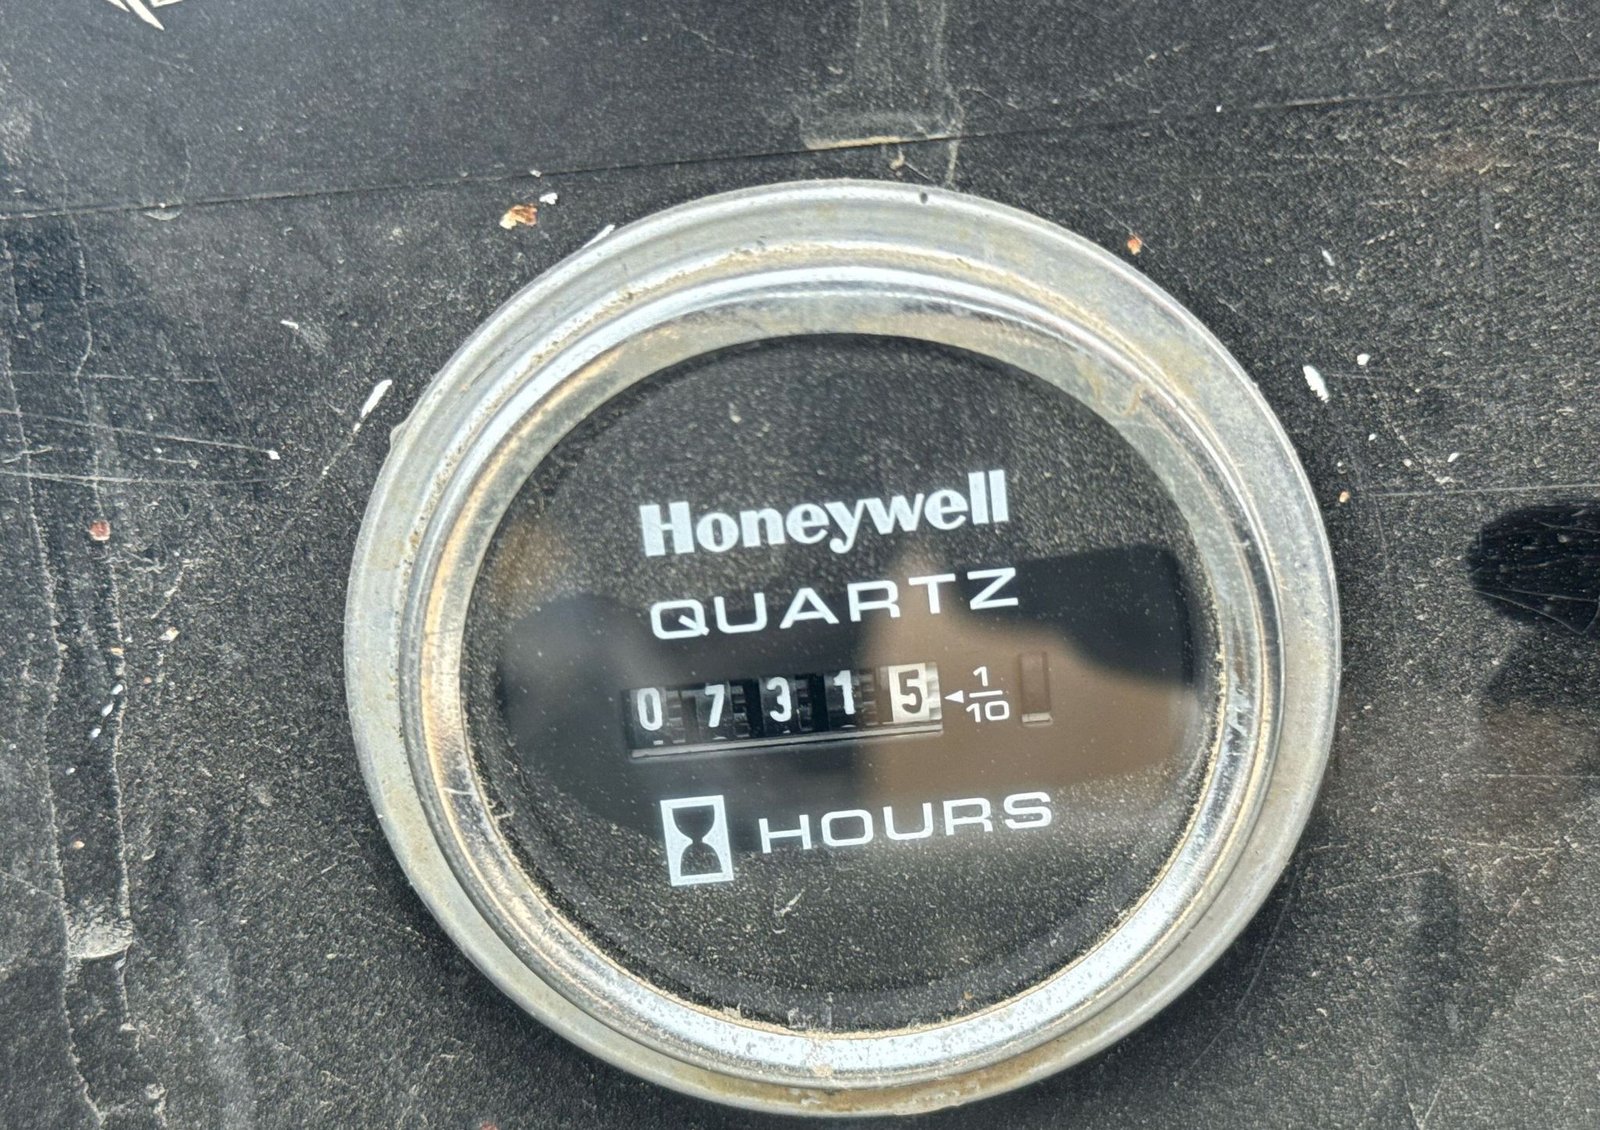 Honeywell
QUARTZ
07315 ◄ 1/10
HOURS